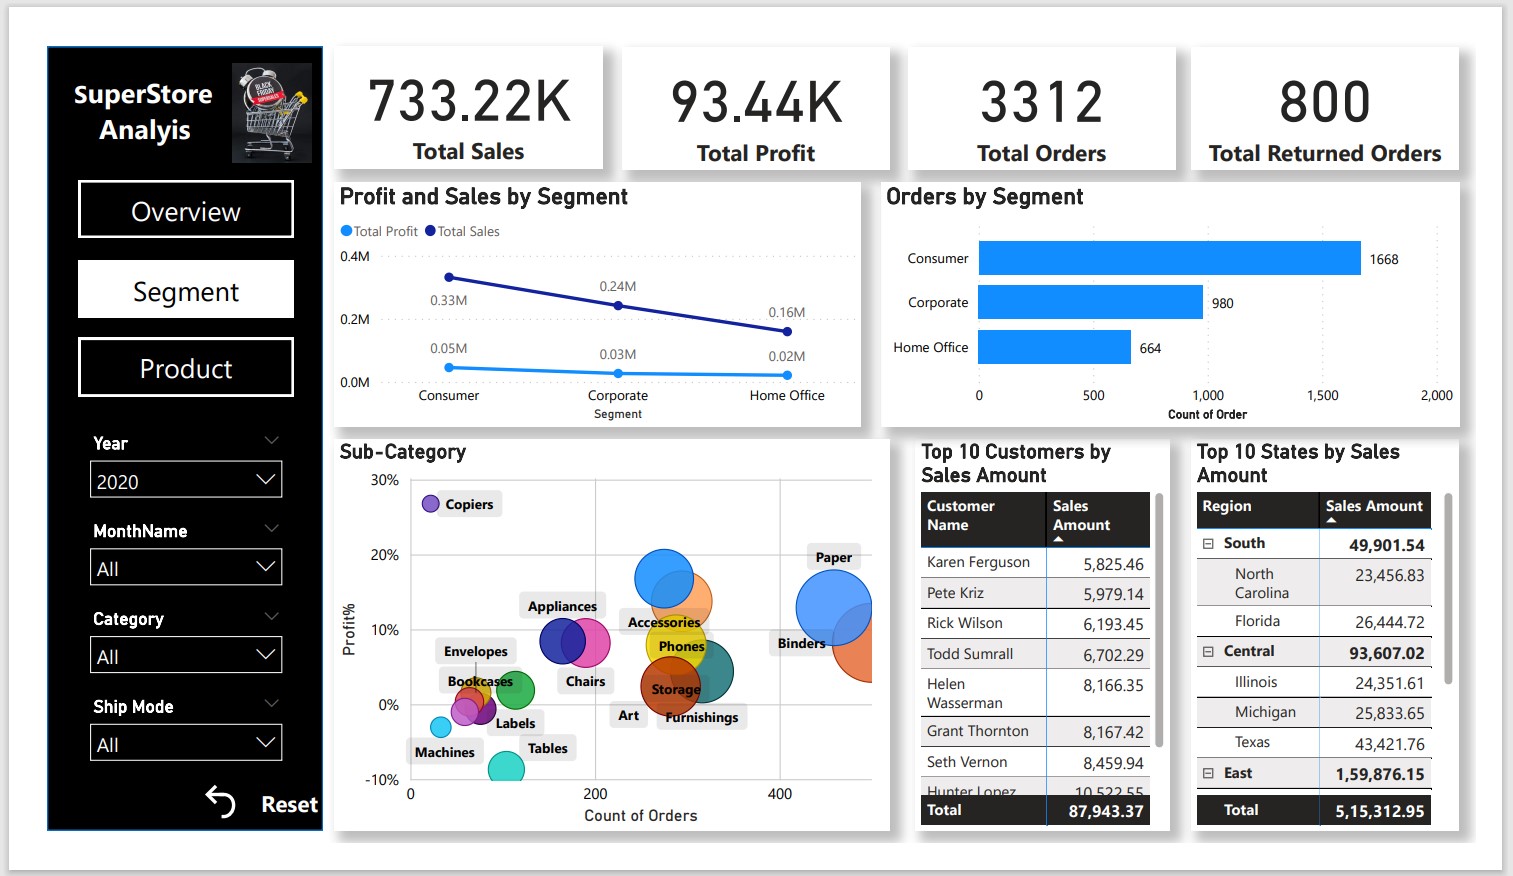 SuperStore
Analyis
BLACK
FRIDAY
Overview
Segment
Product
Year
2020
MonthName
All
Category
All
Ship Mode
All
Reset
733.22K
Total Sales
93.44K
Total Profit
3312
Total Orders
800
Total Returned Orders
Profit and Sales by Segment
Total Profit Total Sales
0.4M
0.2M
0.0M
0.33M
0.24M
0.16M
0.05M
0.03M
0.02M
Consumer Corporate Home Office
Segment
Orders by Segment
Consumer 1668
Corporate 980
Home Office 664
0 500 1,000 1,500 2,000
Count of Order
Sub-Category
Profit%
30%
20%
10%
0%
-10%
Copiers
Paper
Appliances
Accessories
Binders
Phones
Envelopes
Bookcases
Chairs
Storage
Art
Furnishings
Labels
Machines
Tables
0 200 400
Count of Orders
Top 10 Customers by
Sales Amount
Customer Name Sales Amount
Karen Ferguson 5,825.46
Pete Kriz 5,979.14
Rick Wilson 6,193.45
Todd Sumrall 6,702.29
Helen Wasserman 8,166.35
Grant Thornton 8,167.42
Seth Vernon 8,459.94
Hunter Lopez 10,522.55
Total 87,943.37
Top 10 States by Sales
Amount
Region Sales Amount
South 49,901.54
North Carolina 23,456.83
Florida 26,444.72
Central 93,607.02
Illinois 24,351.61
Michigan 25,833.65
Texas 43,421.76
East 1,59,876.15
Total 5,15,312.95